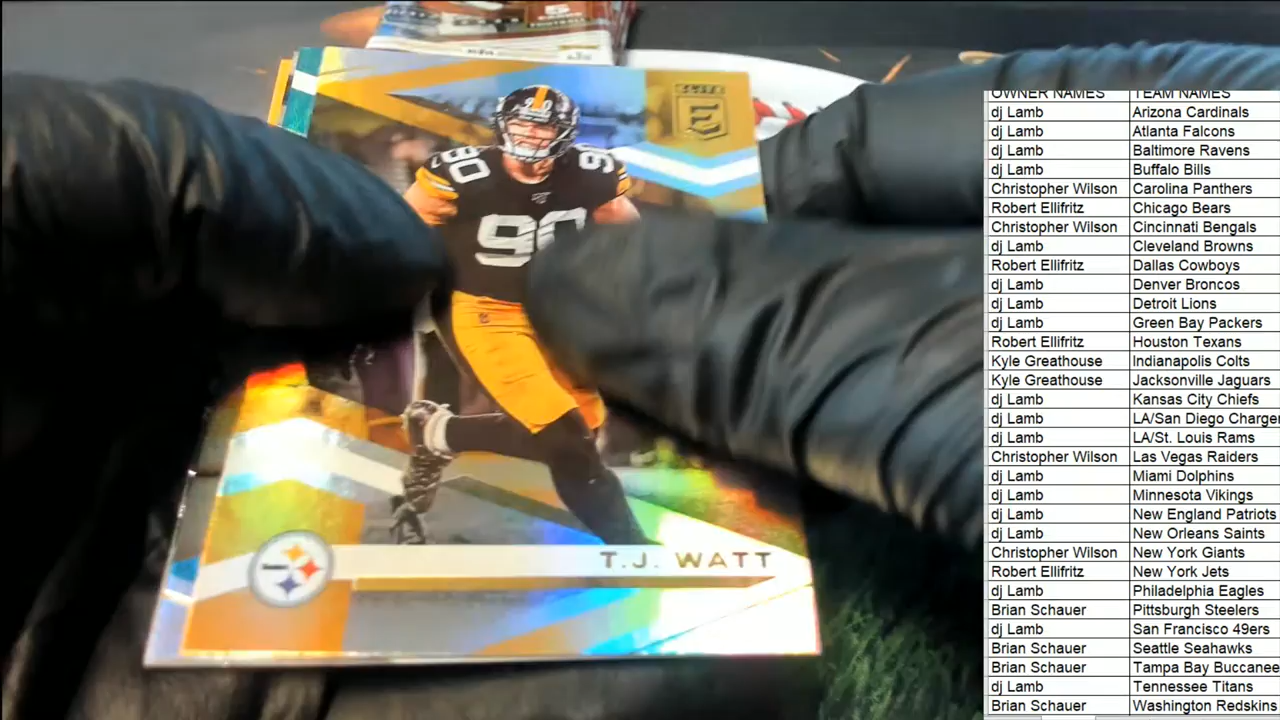 FOOTBALL
ELITE
E
90
90
90
90
T.J. WATT
OWNER NAMES TEAM NAMES
dj Lamb Arizona Cardinals
dj Lamb Atlanta Falcons
dj Lamb Baltimore Ravens
dj Lamb Buffalo Bills
Christopher Wilson Carolina Panthers
Robert Ellifritz Chicago Bears
Christopher Wilson Cincinnati Bengals
dj Lamb Cleveland Browns
Robert Ellifritz Dallas Cowboys
dj Lamb Denver Broncos
dj Lamb Detroit Lions
dj Lamb Green Bay Packers
Robert Ellifritz Houston Texans
Kyle Greathouse Indianapolis Colts
Kyle Greathouse Jacksonville Jaguars
dj Lamb Kansas City Chiefs
dj Lamb LA/San Diego Charge
dj Lamb LA/St. Louis Rams
Christopher Wilson Las Vegas Raiders
dj Lamb Miami Dolphins
dj Lamb Minnesota Vikings
dj Lamb New England Patriots
dj Lamb New Orleans Saints
Christopher Wilson New York Giants
Robert Ellifritz New York Jets
dj Lamb Philadelphia Eagles
Brian Schauer Pittsburgh Steelers
dj Lamb San Francisco 49ers
Brian Schauer Seattle Seahawks
Brian Schauer Tampa Bay Buccanee
dj Lamb Tennessee Titans
Brian Schauer Washington Redskins